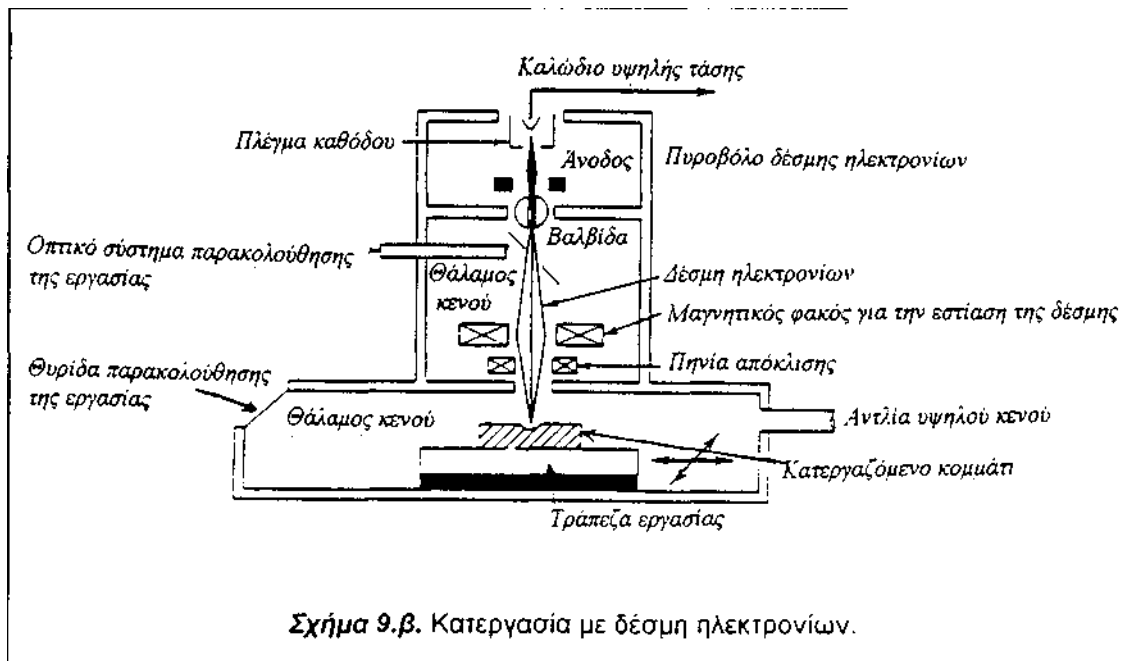 Καλώδιο υψηλής τάσης
Πλέγμα καθόδου
Άνοδος
Πυροβόλο δέσμης ηλεκτρονίων
Βαλβίδα
Οπτικό σύστημα παρακολούθησης
της εργασίας
Θάλαμος
κενού
Δέσμη ηλεκτρονίων
Μαγνητικός φακός για την εστίαση της δέσμης
Πηνία απόκλισης
Θυρίδα παρακολούθησης
της εργασίας
Θάλαμος κενού
Αντλία υψηλού κενού
Κατεργαζόμενο κομμάτι
Τράπεζα εργασίας
Σχήμα 9.β. Κατεργασία με δέσμη ηλεκτρονίων.